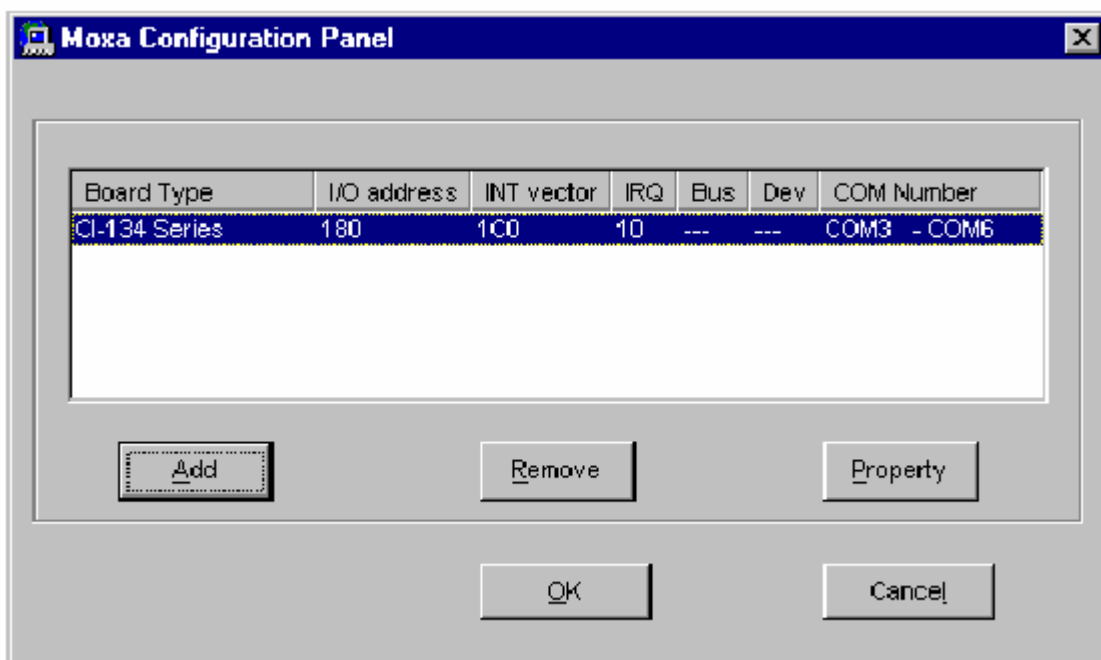 Moxa Configuration Panel
Board Type I/O address INT vector IRQ Bus Dev COM Number
CI-134 Series 180 1C0 10 --- --- COM3 - COM6
Add Remove Property
OK Cancel